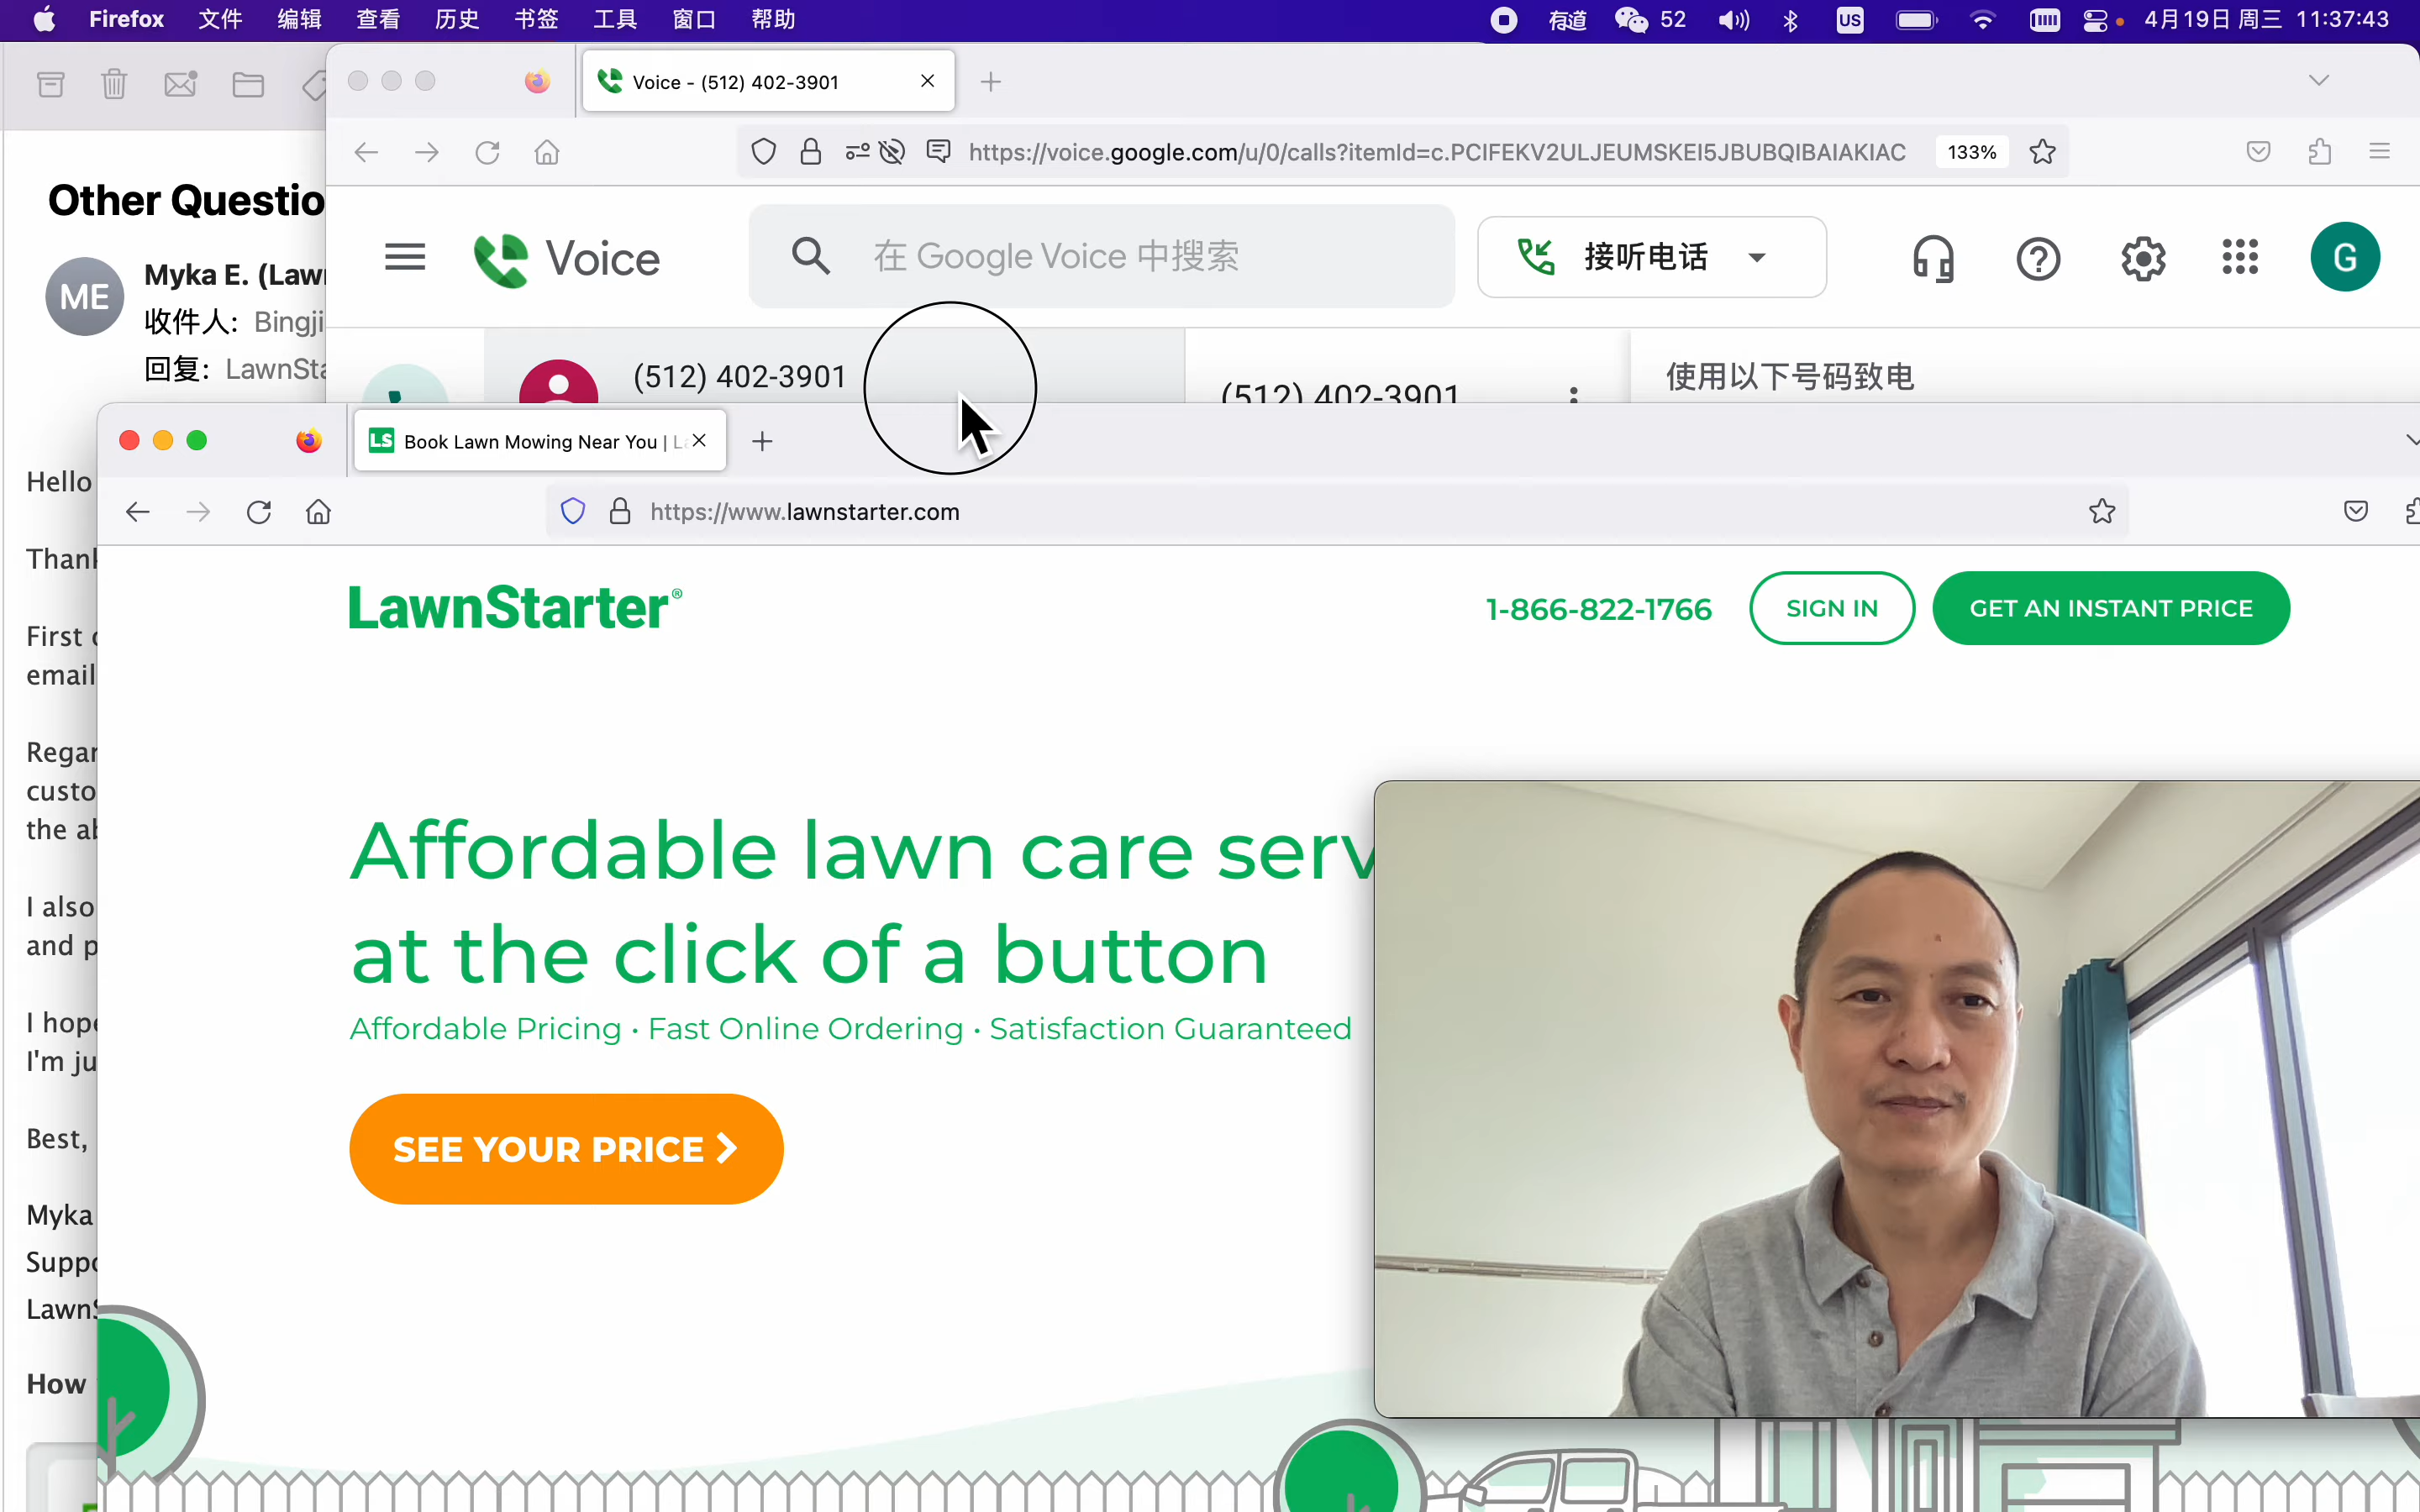 Firefox 文件 编辑 查看 历史 书签 工具 窗口 帮助 有道 52 US 4月19日 周三 11:37:43
Voice - (512) 402-3901
https://voice.google.com/u/0/calls?itemId=c.PCIFEKV2ULJEUMSKEI5JBUBQIBAIAKIAC 133%
Other Questio
ME
Myka E. (Lawn
收件人: Bingji
回复: LawnSta
Voice
在 Google Voice 中搜索
接听电话
G
(512) 402-3901
(512) 402-3901
使用以下号码致电
LS Book Lawn Mowing Near You | La
https://www.lawnstarter.com
Hello
Thank
First o
email
Regar
custo
the ab
I also
and p
I hope
I'm ju
Best,
Myka
Suppo
LawnS
How
LawnStarter®
1-866-822-1766
SIGN IN
GET AN INSTANT PRICE
Affordable lawn care serv
at the click of a button
Affordable Pricing • Fast Online Ordering • Satisfaction Guaranteed
SEE YOUR PRICE